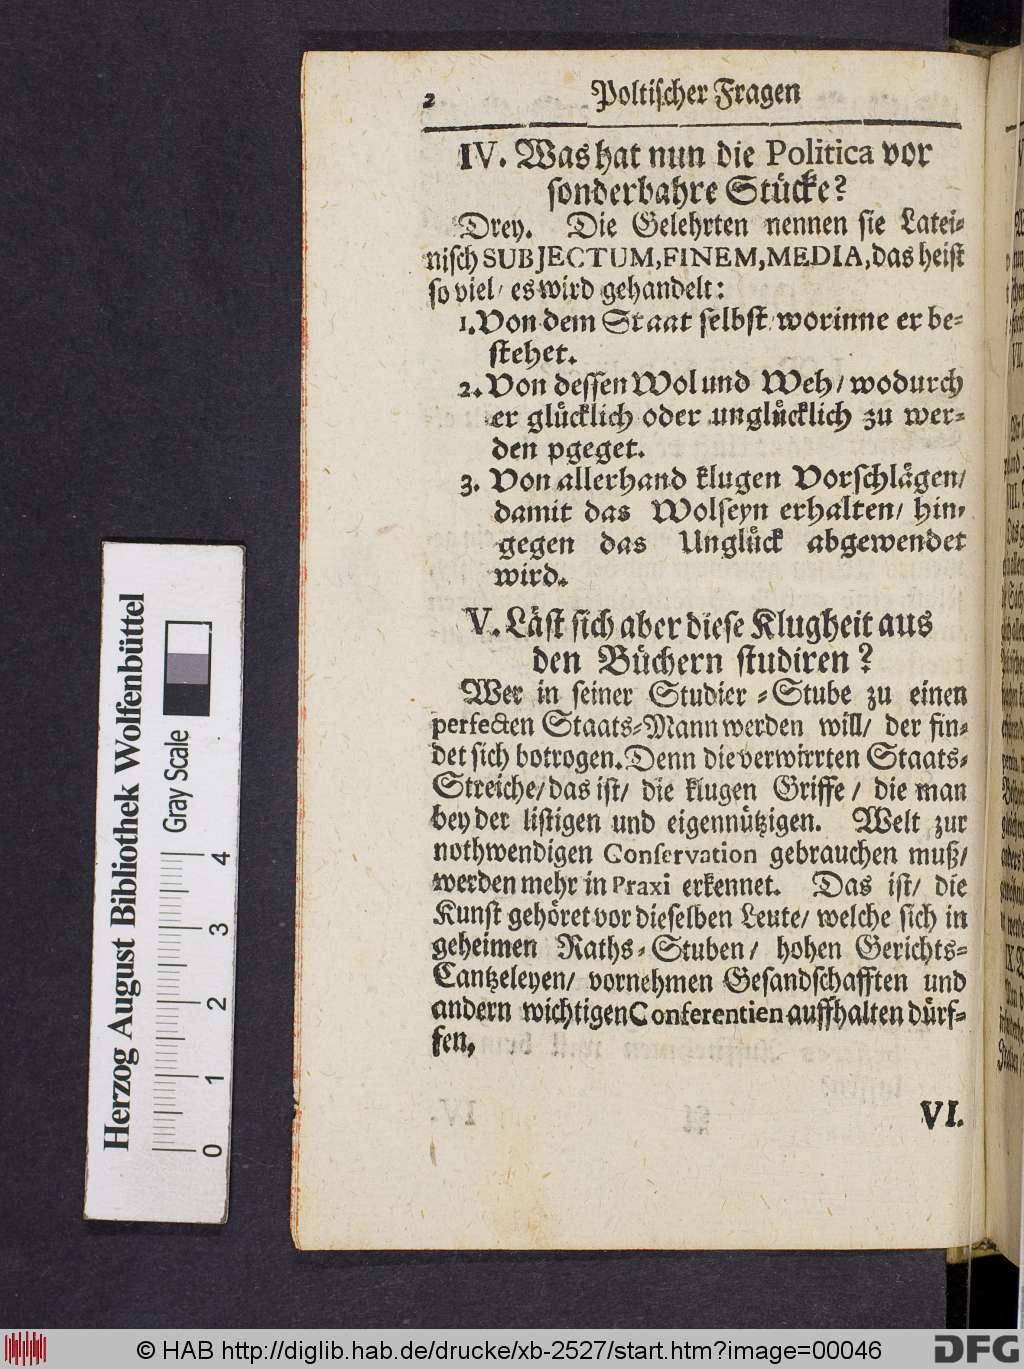 2 Poltischer Fragen
IV. Was hat nun die Politica vor
sonderbahre Stücke?
Drey. Die Gelehrten nennen sie Latei-
nisch SUBJECTUM, FINEM, MEDIA, das heist
so viel / es wird gehandelt:
1. Von dem Staat selbst / worinne er be-
stehet.
2. Von dessen Wol und Weh / wodurch
er glücklich oder unglücklich zu wer-
den pgeget.
3. Von allerhand klugen Vorschlägen /
damit das Wolseyn erhalten / hin-
gegen das Unglück abgewendet
wird.
V. Läst sich aber diese Klugheit aus
den Büchern studiren?
Wer in seiner Studier-Stube zu einen
perfecten Staats-Mann werden will / der fin-
det sich botrogen. Denn die verwirrten Staats-
Streiche / das ist / die klugen Griffe / die man
bey der listigen und eigennützigen. Welt zur
nothwendigen Conservation gebrauchen muß /
werden mehr in Praxi erkennet. Das ist / die
Kunst gehöret vor dieselben Leute / welche sich in
geheimen Raths-Stuben / hohen Gerichts-
Cantzeleyen / vornehmen Gesandschafften und
andern wichtigen Conferentien auffhalten dürf-
fen,
VI.
Herzog August Bibliothek Wolfenbüttel
Gray Scale
0 1 2 3 4
© HAB http://diglib.hab.de/drucke/xb-2527/start.htm?image=00046
DFG